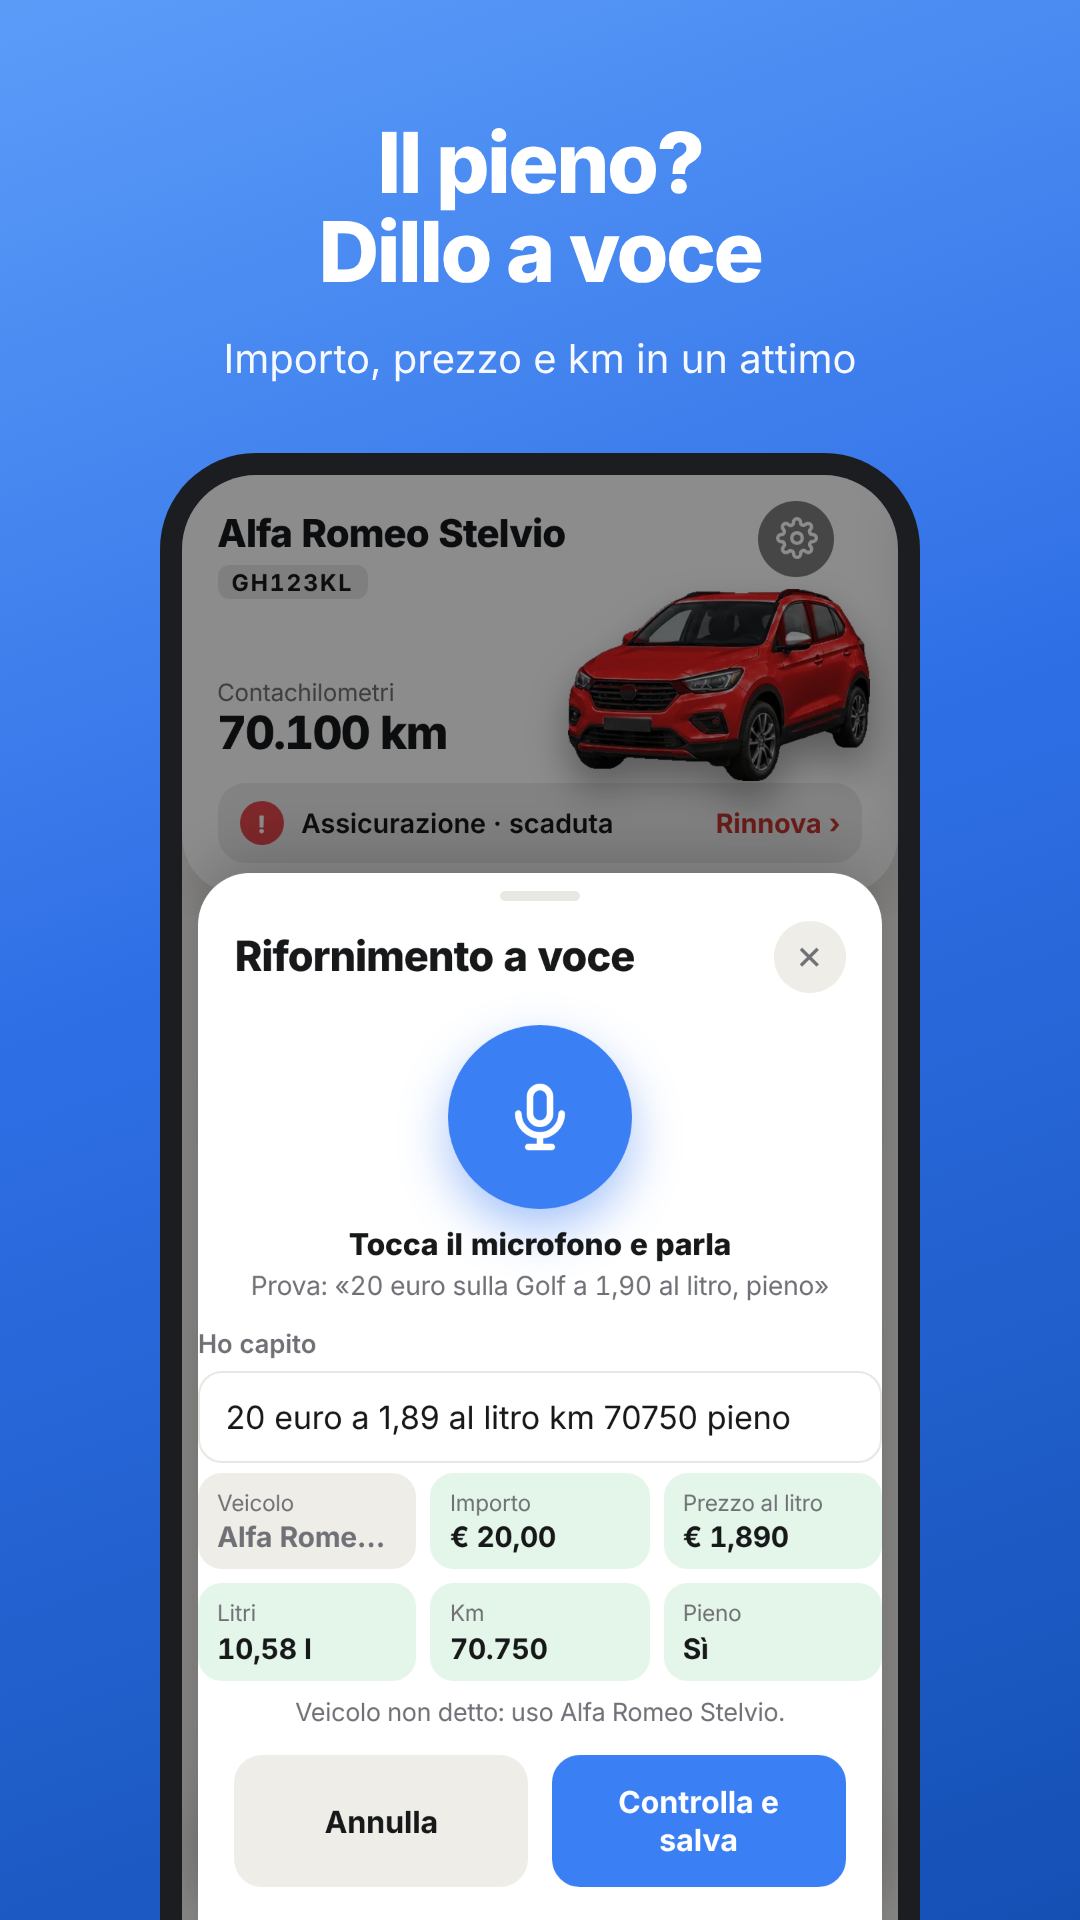 Il pieno?
Dillo a voce
Importo, prezzo e km in un attimo
Alfa Romeo Stelvio
GH123KL
Contachilometri
70.100 km
! Assicurazione · scaduta Rinnova ›
Rifornimento a voce
Tocca il microfono e parla
Prova: «20 euro sulla Golf a 1,90 al litro, pieno»
Ho capito
20 euro a 1,89 al litro km 70750 pieno
Veicolo Importo Prezzo al litro
Alfa Rome... € 20,00 € 1,890
Litri Km Pieno
10,58 l 70.750 Sì
Veicolo non detto: uso Alfa Romeo Stelvio.
Annulla
Controlla e
salva